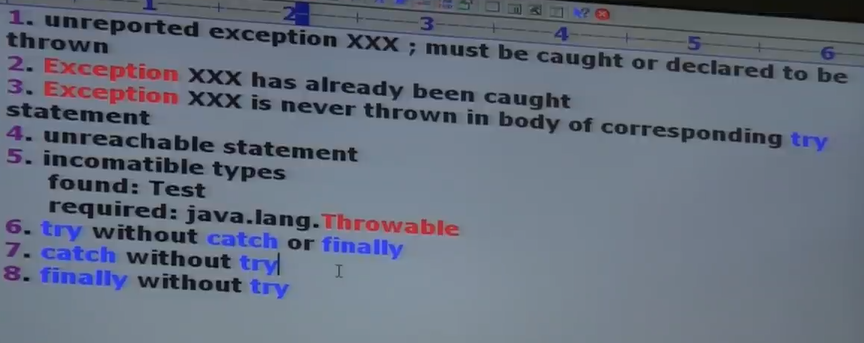 1 2 3 4 5 6
1. unreported exception XXX ; must be caught or declared to be
thrown
2. Exception XXX has already been caught
3. Exception XXX is never thrown in body of corresponding try
statement
4. unreachable statement
5. incomatible types
found: Test
required: java.lang.Throwable
6. try without catch or finally
7. catch without try
8. finally without try